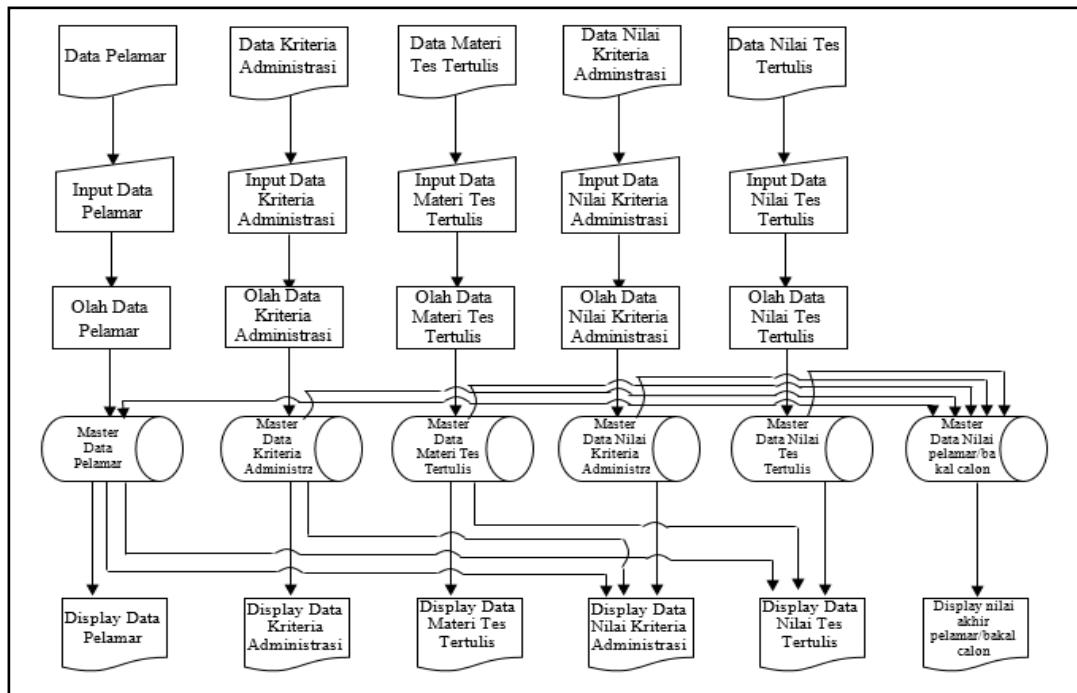 Data Pelamar
Data Kriteria
Administrasi
Data Materi
Tes Tertulis
Data Nilai
Kriteria
Adminstrasi
Data Nilai Tes
Tertulis
Input Data
Pelamar
Input Data
Kriteria
Administrasi
Input Data
Materi Tes
Tertulis
Input Data
Nilai Kriteria
Administrasi
Input Data
Nilai Tes
Tertulis
Olah Data
Pelamar
Olah Data
Kriteria
Administrasi
Olah Data
Materi Tes
Tertulis
Olah Data
Nilai Kriteria
Administrasi
Olah Data
Nilai Tes
Tertulis
Master
Data
Pelamar
Master
Data
Kriteria
Administra
Master
Data
Materi Tes
Tertulis
Master
Data Nilai
Kriteria
Administra
Master
Data Nilai
Tes
Tertulis
Master
Data Nilai
pelamar/ba
kal calon
Display Data
Pelamar
Display Data
Kriteria
Administrasi
Display Data
Materi Tes
Tertulis
Display Data
Nilai Kriteria
Administrasi
Display Data
Nilai Tes
Tertulis
Display nilai
akhir
pelamar/bakal
calon